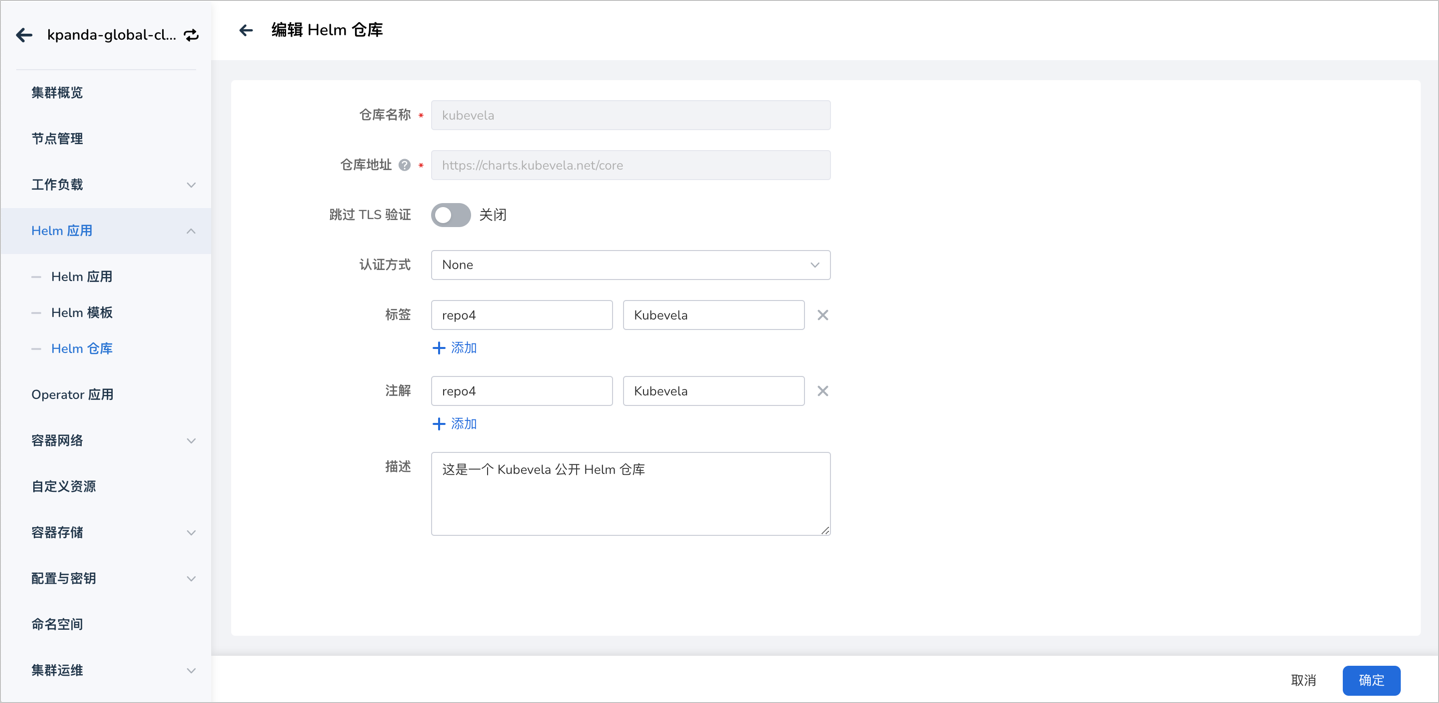 kpanda-global-cl...
集群概览
节点管理
工作负载
Helm 应用
Helm 应用
Helm 模板
Helm 仓库
Operator 应用
容器网络
自定义资源
容器存储
配置与密钥
命名空间
集群运维
编辑 Helm 仓库
仓库名称 * kubevela
仓库地址 ? * https://charts.kubevela.net/core
跳过 TLS 验证 关闭
认证方式 None
标签 repo4 Kubevela
添加
注解 repo4 Kubevela
添加
描述 这是一个 Kubevela 公开 Helm 仓库
取消 确定